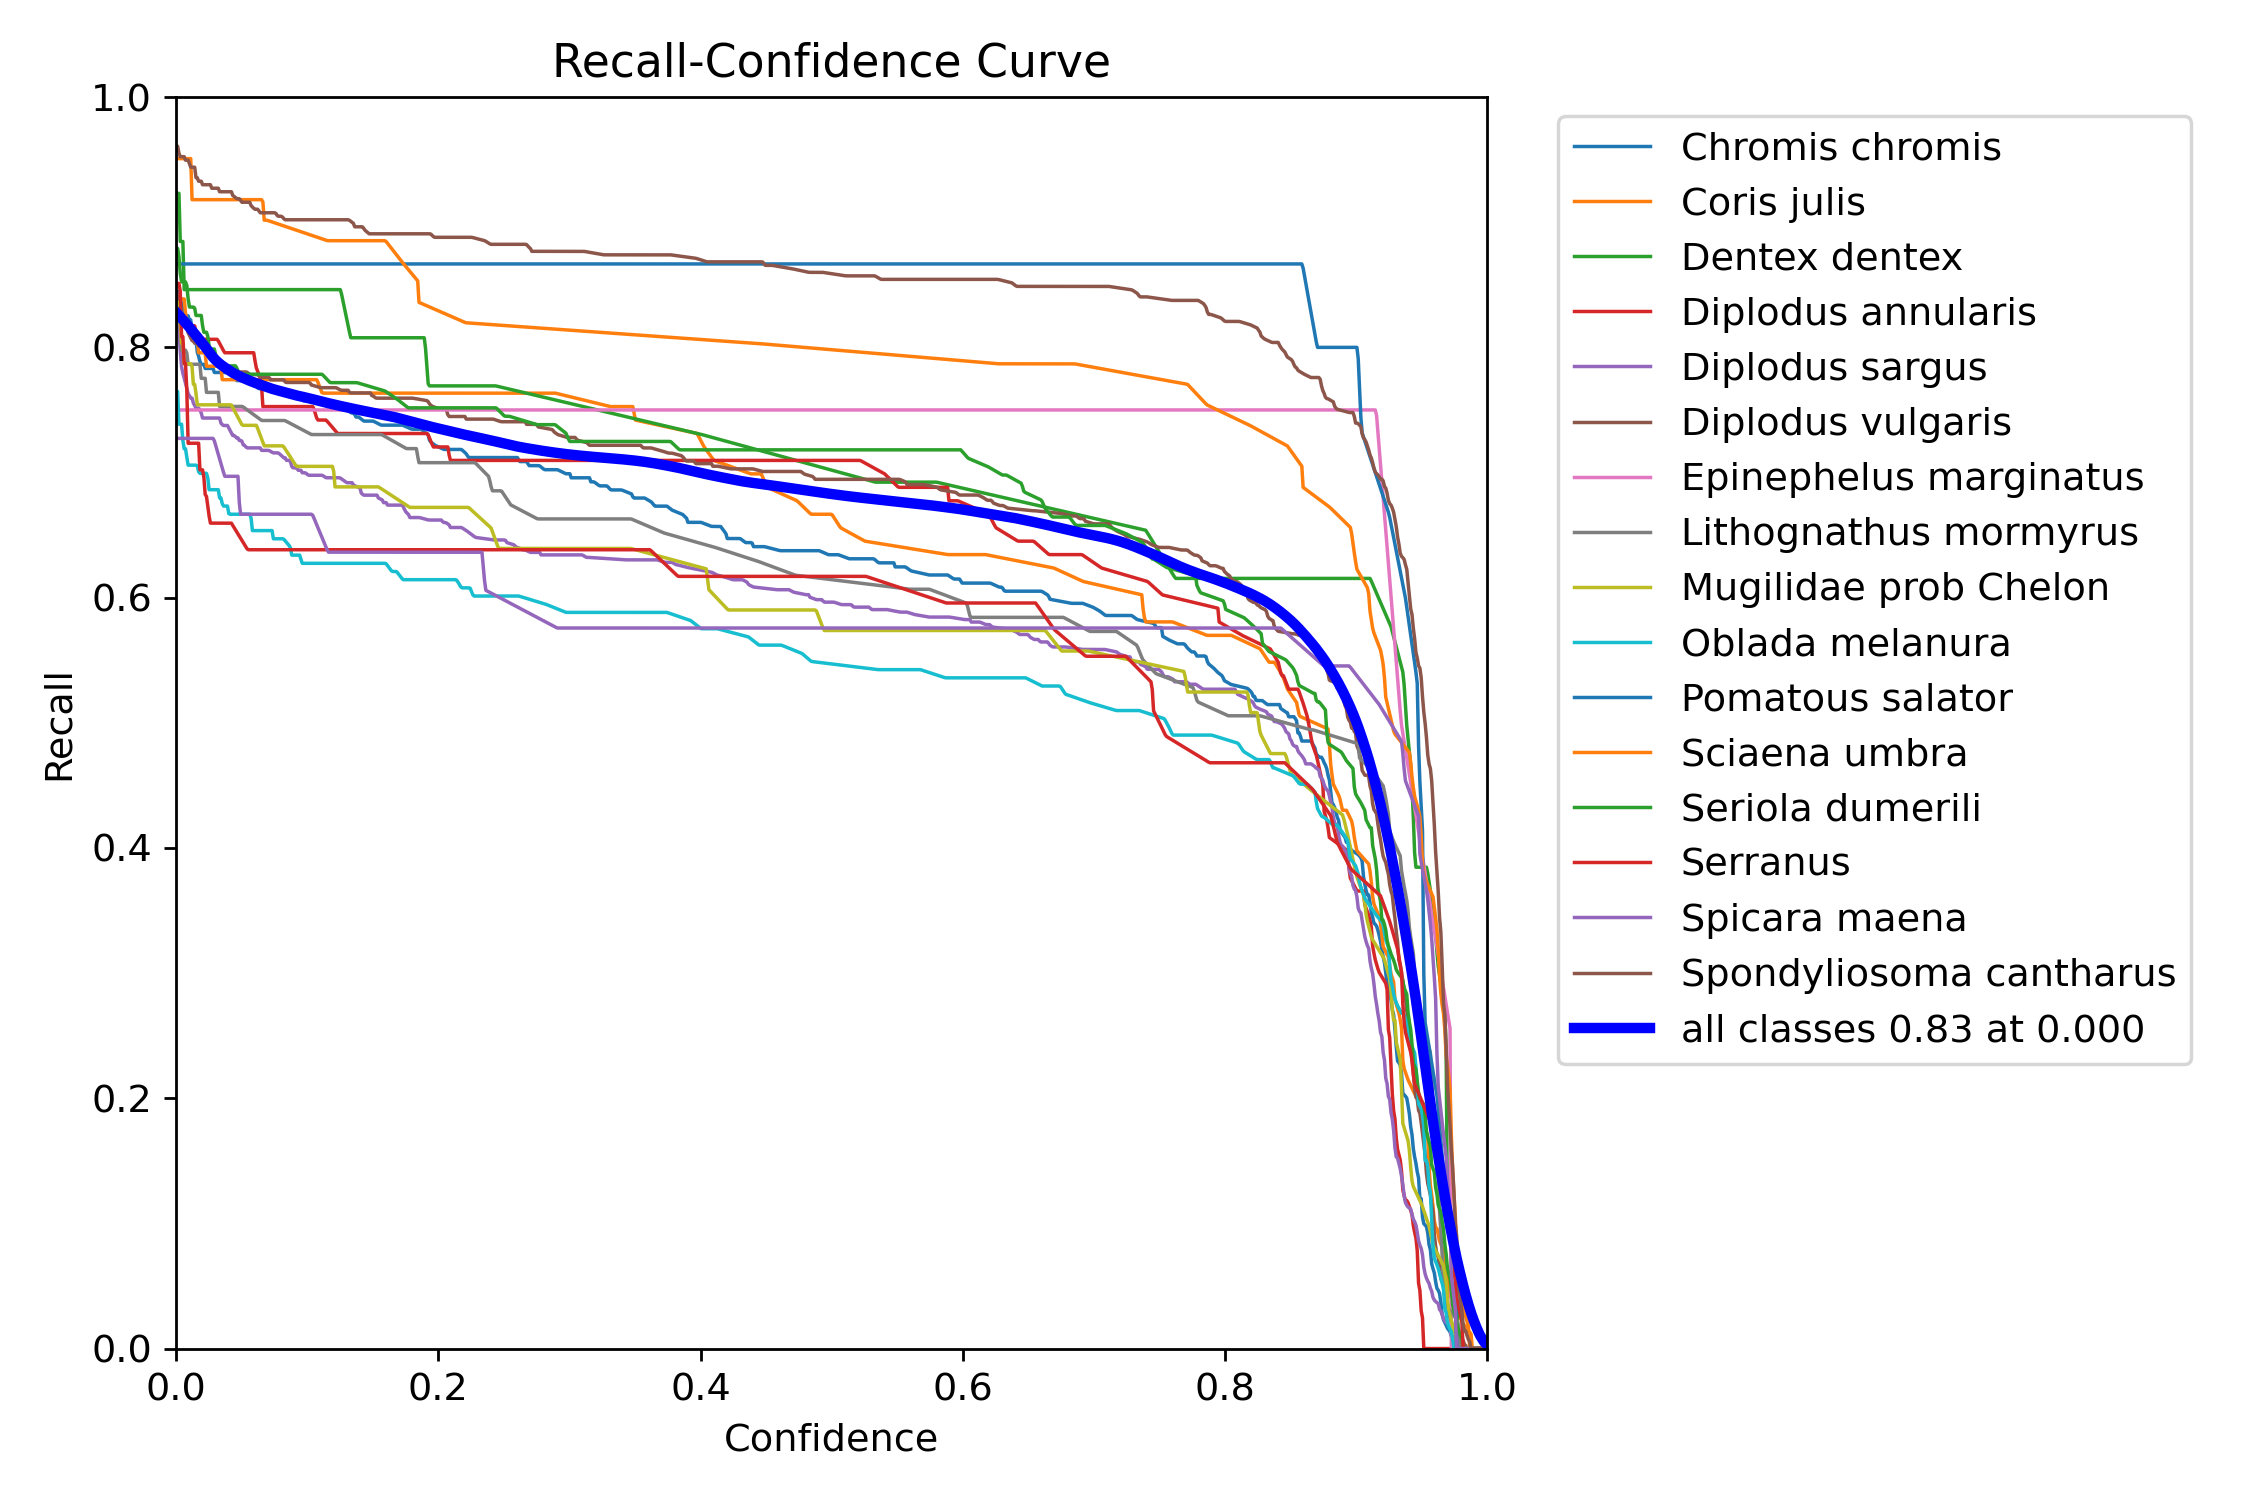 Recall-Confidence Curve
1.0
0.8
0.6
0.4
0.2
0.0
Recall
0.0 0.2 0.4 0.6 0.8 1.0
Confidence
Chromis chromis
Coris julis
Dentex dentex
Diplodus annularis
Diplodus sargus
Diplodus vulgaris
Epinephelus marginatus
Lithognathus mormyrus
Mugilidae prob Chelon
Oblada melanura
Pomatous salator
Sciaena umbra
Seriola dumerili
Serranus
Spicara maena
Spondyliosoma cantharus
all classes 0.83 at 0.000